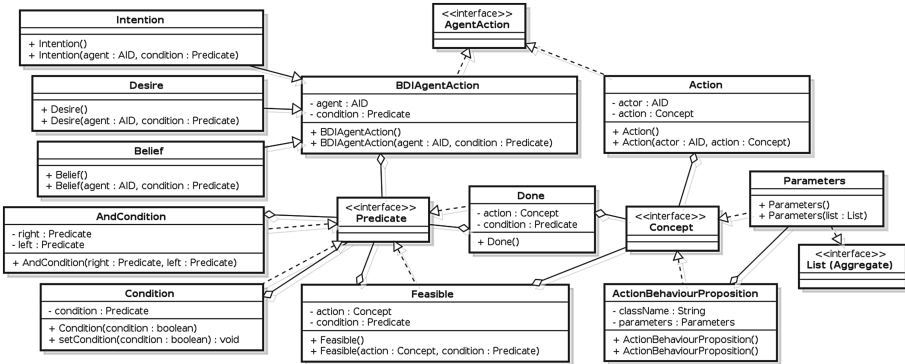 Intention
+ Intention()
+ Intention(agent : AID, condition : Predicate)
<<interface>>
AgentAction
Desire
+ Desire()
+ Desire(agent : AID, condition : Predicate)
BDIAgentAction
- agent : AID
- condition : Predicate
+ BDIAgentAction()
+ BDIAgentAction(agent : AID, condition : Predicate)
Action
- actor : AID
- action : Concept
+ Action()
+ Action(actor : AID, action : Concept)
Belief
+ Belief()
+ Belief(agent : AID, condition : Predicate)
AndCondition
- right : Predicate
- left : Predicate
+ AndCondition(right : Predicate, left : Predicate)
<<interface>>
Predicate
Done
- action : Concept
- condition : Predicate
+ Done()
<<interface>>
Concept
Parameters
+ Parameters()
+ Parameters(list : List)
<<interface>>
List (Aggregate)
Condition
- condition : Predicate
+ Condition(condition : boolean)
+ setCondition(condition : boolean) : void
Feasible
- action : Concept
- condition : Predicate
+ Feasible()
+ Feasible(action : Concept, condition : Predicate)
ActionBehaviourProposition
- className : String
- parameters : Parameters
+ ActionBehaviourProposition()
+ ActionBehaviourProposition()